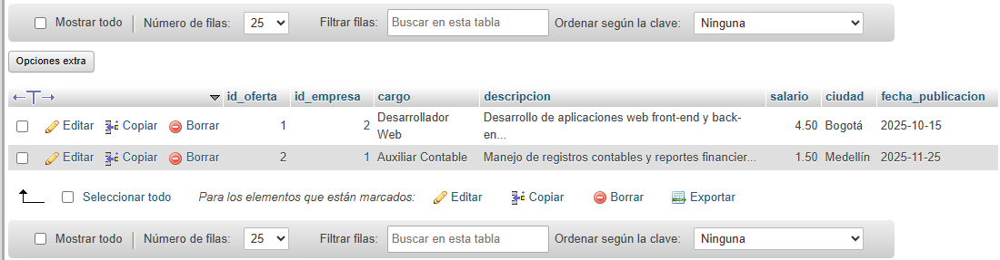 Mostrar todo Número de filas: 25 Filtrar filas: Buscar en esta tabla Ordenar según la clave: Ninguna
Opciones extra
←T→ id_oferta id_empresa cargo descripcion salario ciudad fecha_publicacion
Editar Copiar Borrar 1 2 Desarrollador Web Desarrollo de aplicaciones web front-end y back-en... 4.50 Bogotá 2025-10-15
Editar Copiar Borrar 2 1 Auxiliar Contable Manejo de registros contables y reportes financier... 1.50 Medellín 2025-11-25
Seleccionar todo Para los elementos que están marcados: Editar Copiar Borrar Exportar
Mostrar todo Número de filas: 25 Filtrar filas: Buscar en esta tabla Ordenar según la clave: Ninguna